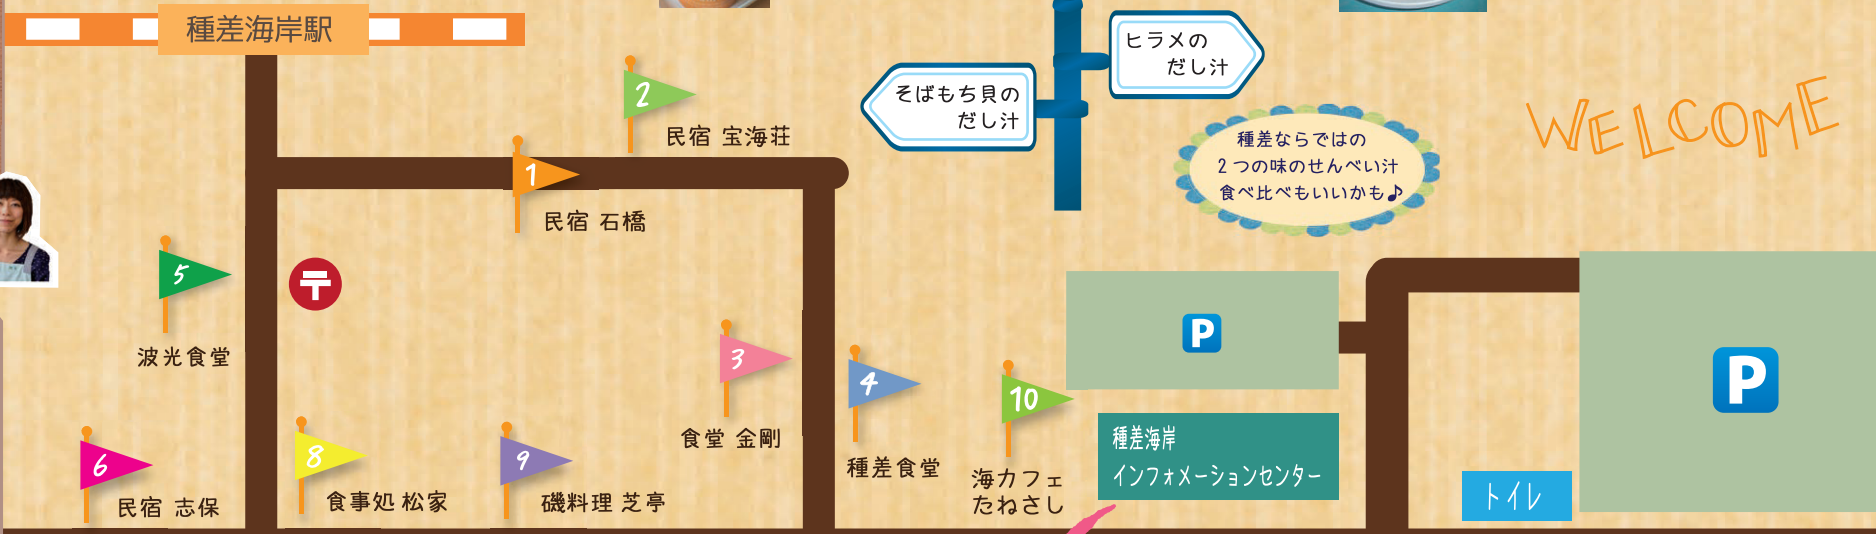 種差海岸駅
ヒラメの
だし汁
そばもち貝の
だし汁
WELCOME
種差ならではの
2つの味のせんべい汁
食べ比べもいいかも♪
2
民宿 宝海荘
1
民宿 石橋
5
波光食堂
〒
3
食堂 金剛
4
種差食堂
10
海カフェ
たねさし
P
P
種差海岸
インフォメーションセンター
トイレ
6
民宿 志保
8
食事処 松家
9
磯料理 芝亭